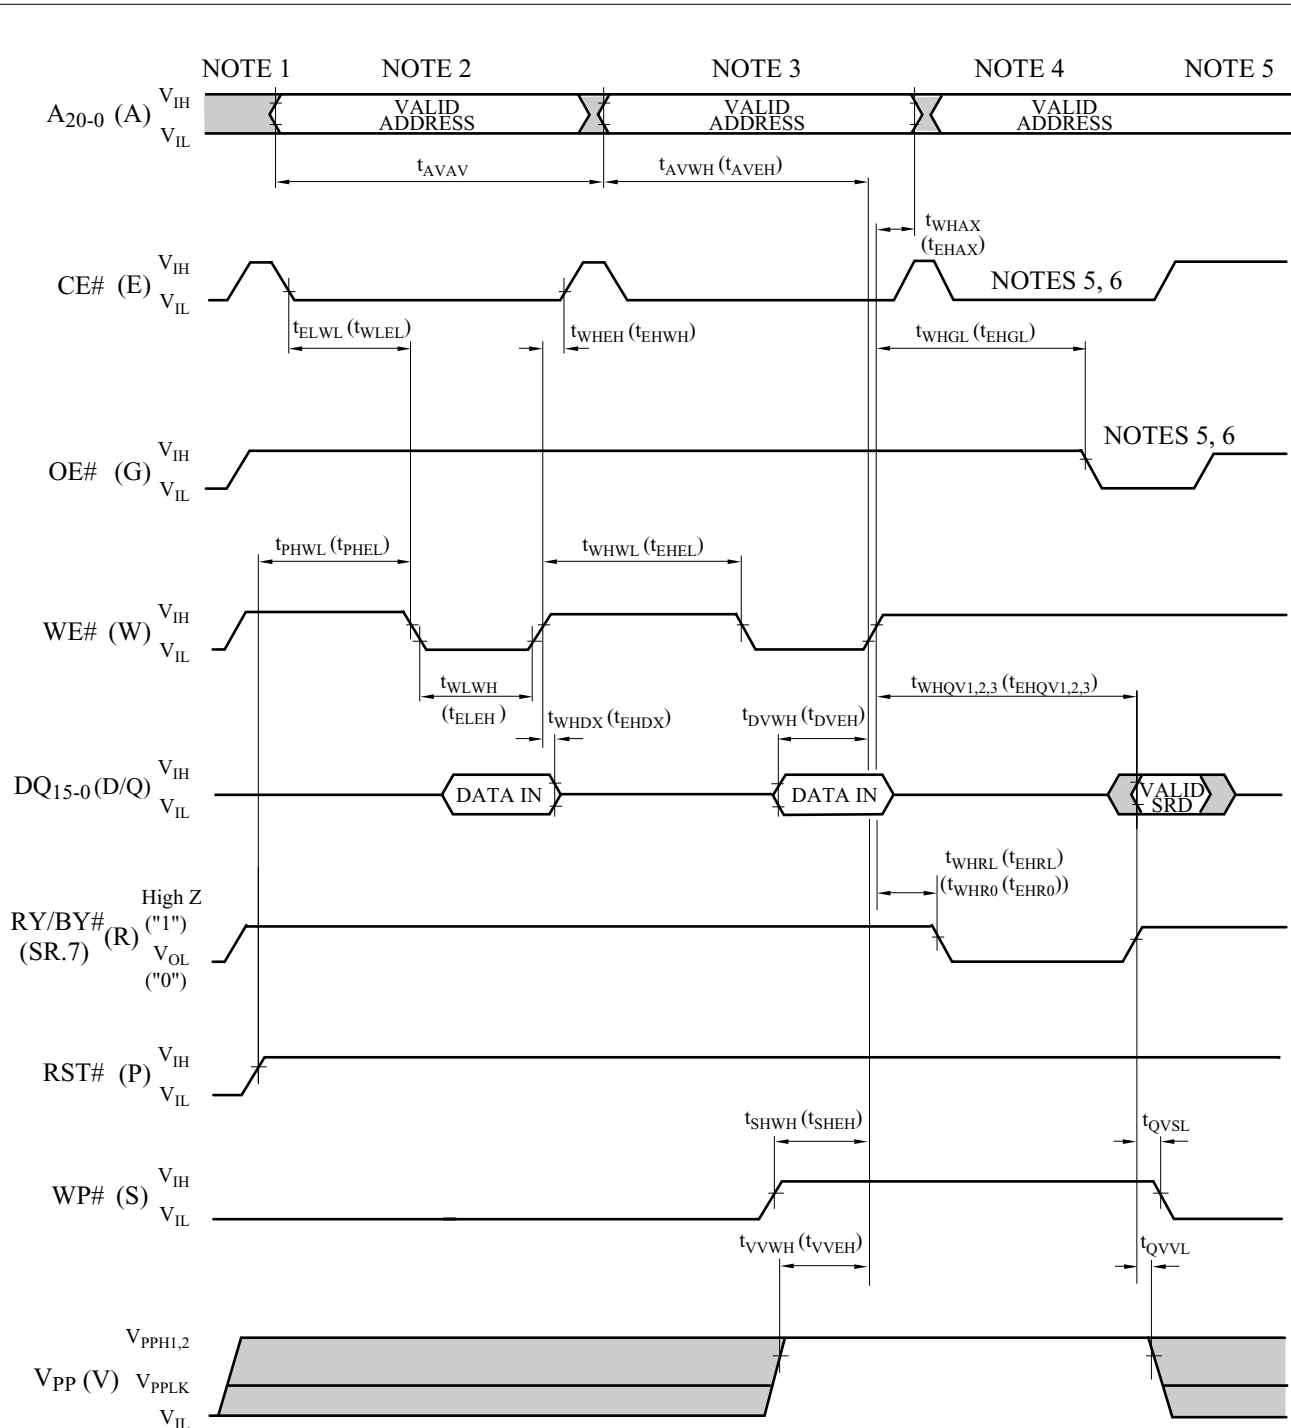 NOTE 1 NOTE 2 NOTE 3 NOTE 4 NOTE 5
A20-0 (A) VIH VIL
VALID ADDRESS VALID ADDRESS VALID ADDRESS
tAVAV tAVWH (tAVEH)
tWHAX
(tEHAX)
CE# (E) VIH VIL
NOTES 5, 6
tELWL (tWLEL) tWHEH (tEHWH) tWHGL (tEHGL)
OE# (G) VIH VIL
NOTES 5, 6
tPHWL (tPHEL) tWHWL (tEHEL)
WE# (W) VIH VIL
tWLWH
(tELEH )
tWHDX (tEHDX) tDVWH (tDVEH) tWHQV1,2,3 (tEHQV1,2,3)
DQ15-0 (D/Q) VIH VIL
DATA IN DATA IN VALID SRD
tWHRL (tEHRL)
(tWHR0 (tEHR0))
RY/BY#
(SR.7)
(R)
High Z
("1")
VOL
("0")
RST# (P) VIH VIL
tSHWH (tSHEH) tQVSL
WP# (S) VIH VIL
tVVWH (tVVEH) tQVVL
VPP (V) VPPH1,2
VPPLK
VIL